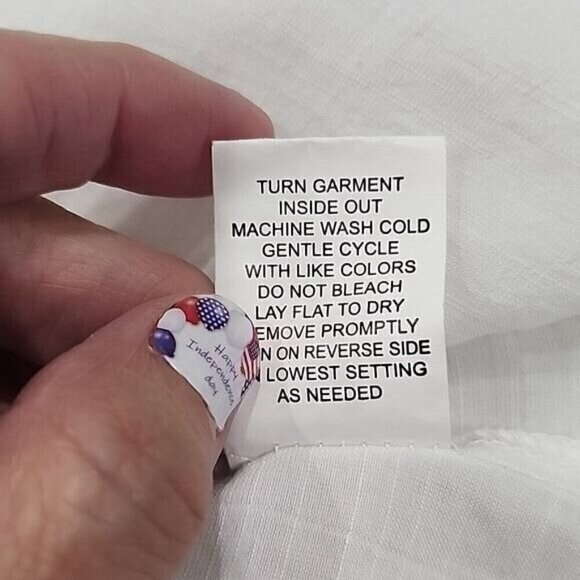 TURN GARMENT
INSIDE OUT
MACHINE WASH COLD
GENTLE CYCLE
WITH LIKE COLORS
DO NOT BLEACH
LAY FLAT TO DRY
EMOVE PROMPTLY
N ON REVERSE SIDE
LOWEST SETTING
AS NEEDED
Happy
Independence
day